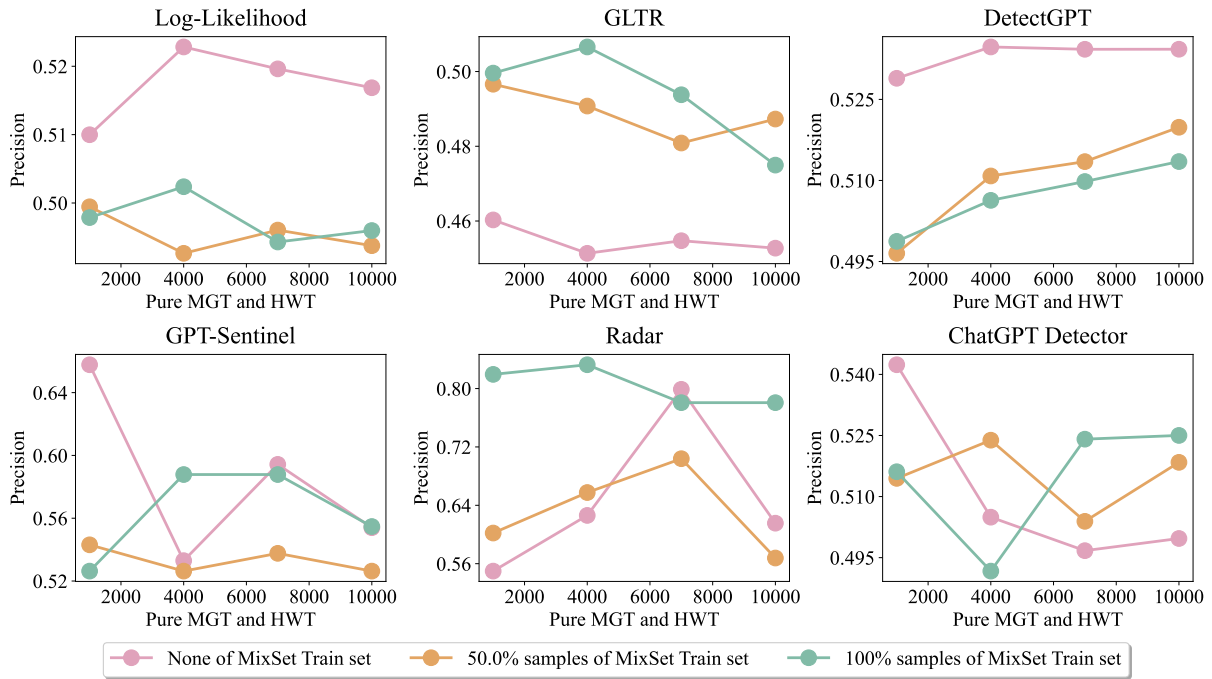 Log-Likelihood
GLTR
DetectGPT
Precision
0.52
0.51
0.50
2000 4000 6000 8000 10000
Pure MGT and HWT
Precision
0.50
0.48
0.46
2000 4000 6000 8000 10000
Pure MGT and HWT
Precision
0.525
0.510
0.495
2000 4000 6000 8000 10000
Pure MGT and HWT
GPT-Sentinel
Radar
ChatGPT Detector
Precision
0.64
0.60
0.56
0.52
2000 4000 6000 8000 10000
Pure MGT and HWT
Precision
0.80
0.72
0.64
0.56
2000 4000 6000 8000 10000
Pure MGT and HWT
Precision
0.540
0.525
0.510
0.495
2000 4000 6000 8000 10000
Pure MGT and HWT
None of MixSet Train set
50.0% samples of MixSet Train set
100% samples of MixSet Train set